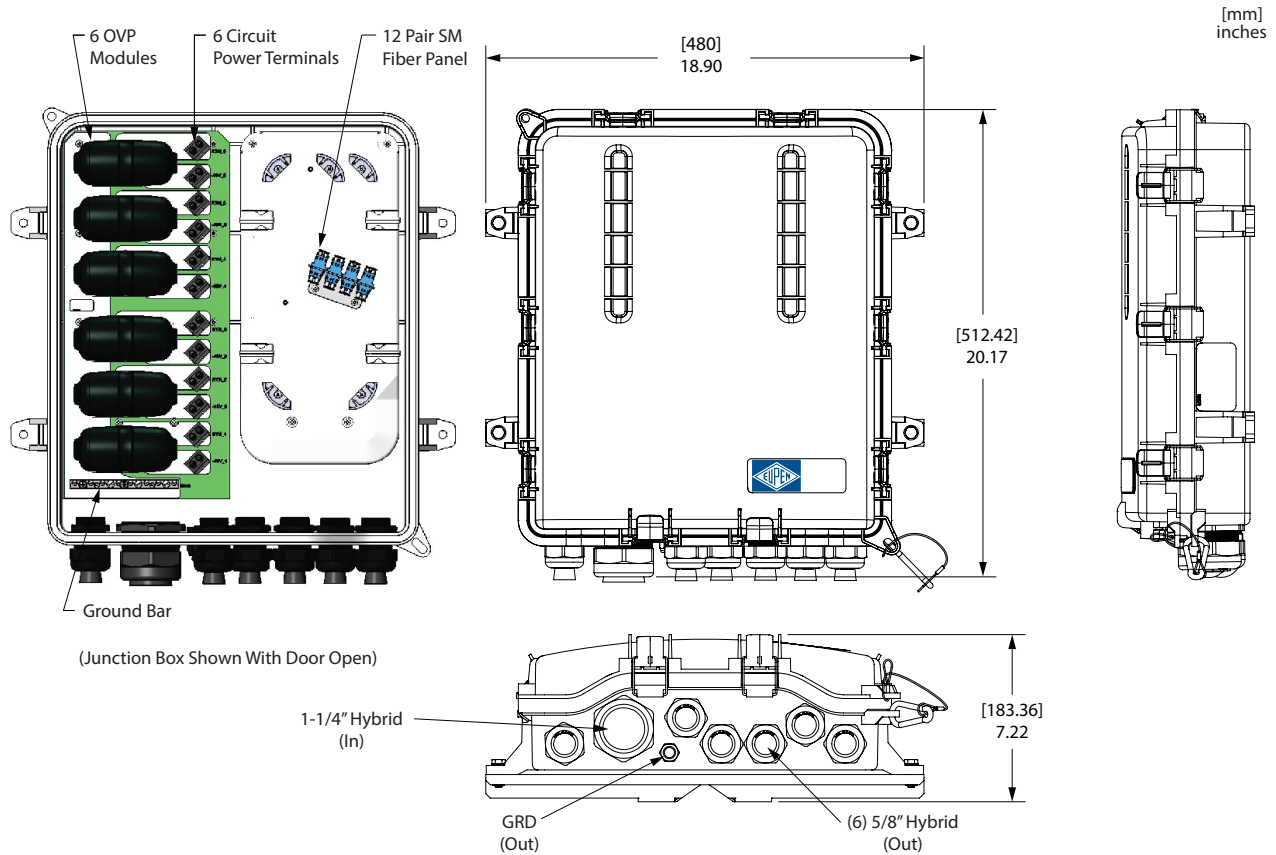 [mm]
inches
6 OVP
Modules
6 Circuit
Power Terminals
12 Pair SM
Fiber Panel
[480]
18.90
[512.42]
20.17
EUPEN
Ground Bar
(Junction Box Shown With Door Open)
1-1/4" Hybrid
(In)
[183.36]
7.22
GRD
(Out)
(6) 5/8" Hybrid
(Out)